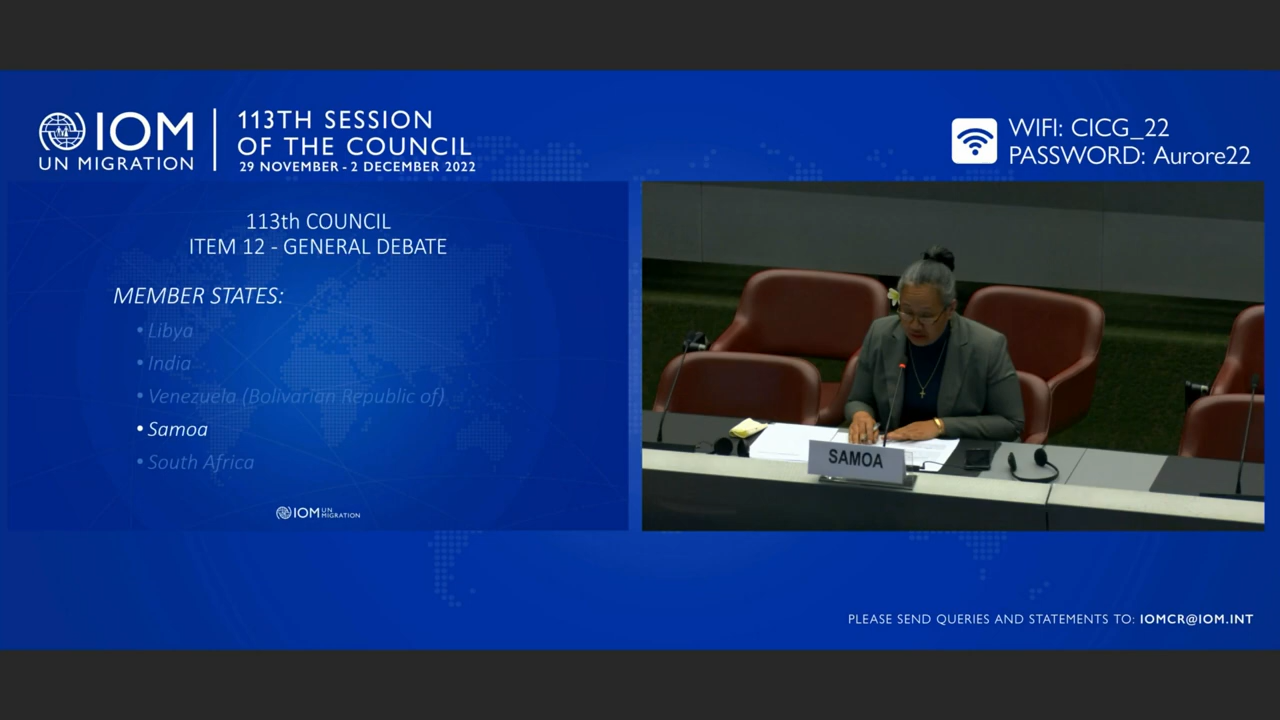 IOM
UN MIGRATION
113TH SESSION
OF THE COUNCIL
29 NOVEMBER - 2 DECEMBER 2022
WIFI: CICG_22
PASSWORD: Aurore22
113th COUNCIL
ITEM 12 - GENERAL DEBATE
MEMBER STATES:
• Libya
• India
• Venezuela (Bolivarian Republic of)
• Samoa
• South Africa
IOM UN MIGRATION
SAMOA
PLEASE SEND QUERIES AND STATEMENTS TO: IOMCR@IOM.INT